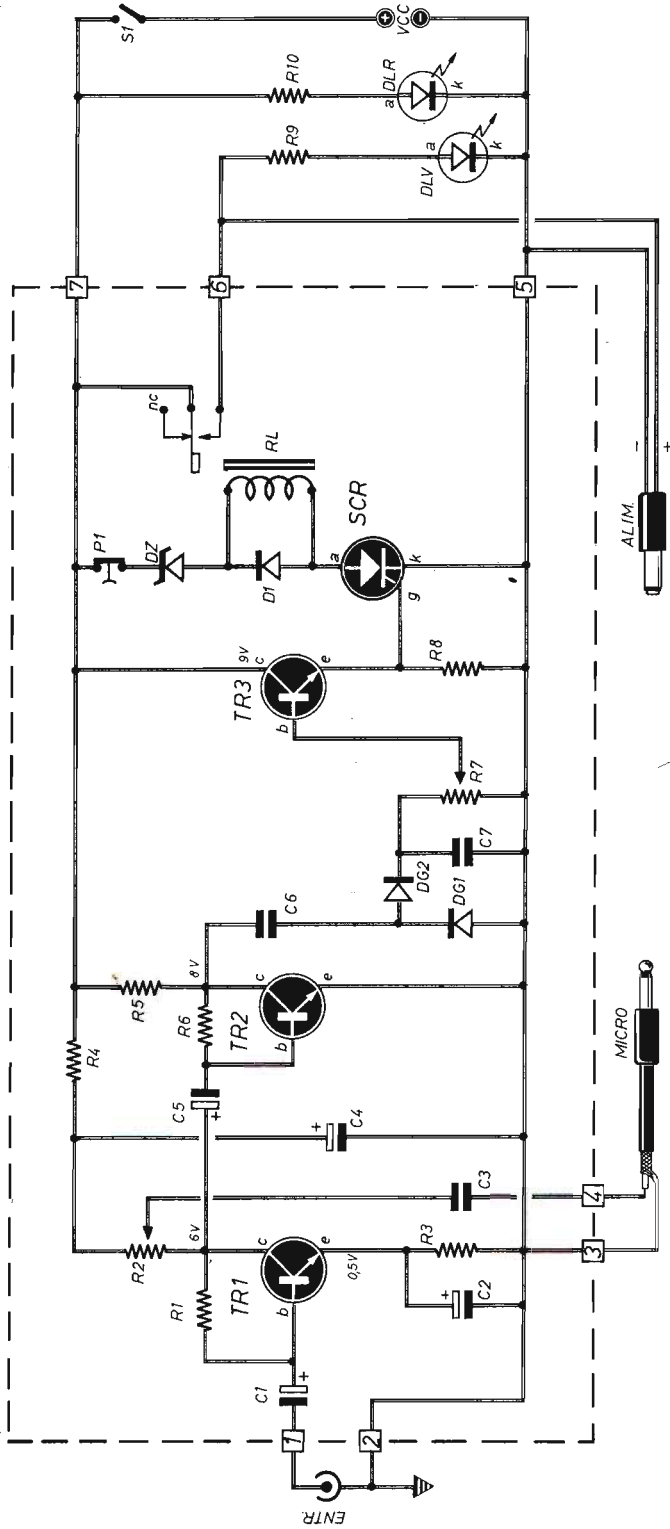 ENTR.
1
2
C1
+
b
TR1
R1
R2
6V
c
e
0,5V
+
C2
R3
3
4
MICRO
C3
+
C4
R4
C5
+
R6
TR2
b
R5
8V
c
e
C6
DG2
DG1
C7
R7
TR3
b
9V
c
e
R8
g
P1
DZ
D1
a
k
SCR
RL
nc
7
6
5
ALIM.
-
+
R9
DLV
a
k
R10
a
DLR
k
S1
+
VCC
-